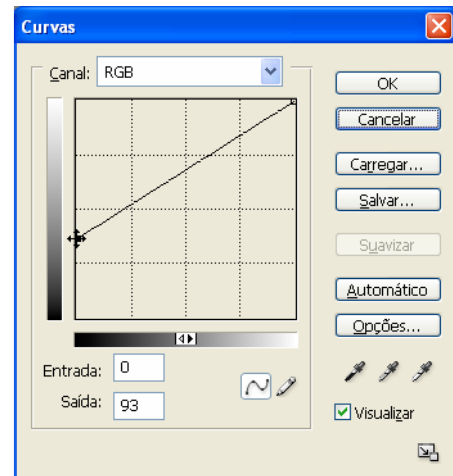 Curvas
Canal: RGB
OK
Cancelar
Carregar...
Salvar...
Suavizar
Automático
Opções...
Entrada: 0
Saída: 93
Visualizar